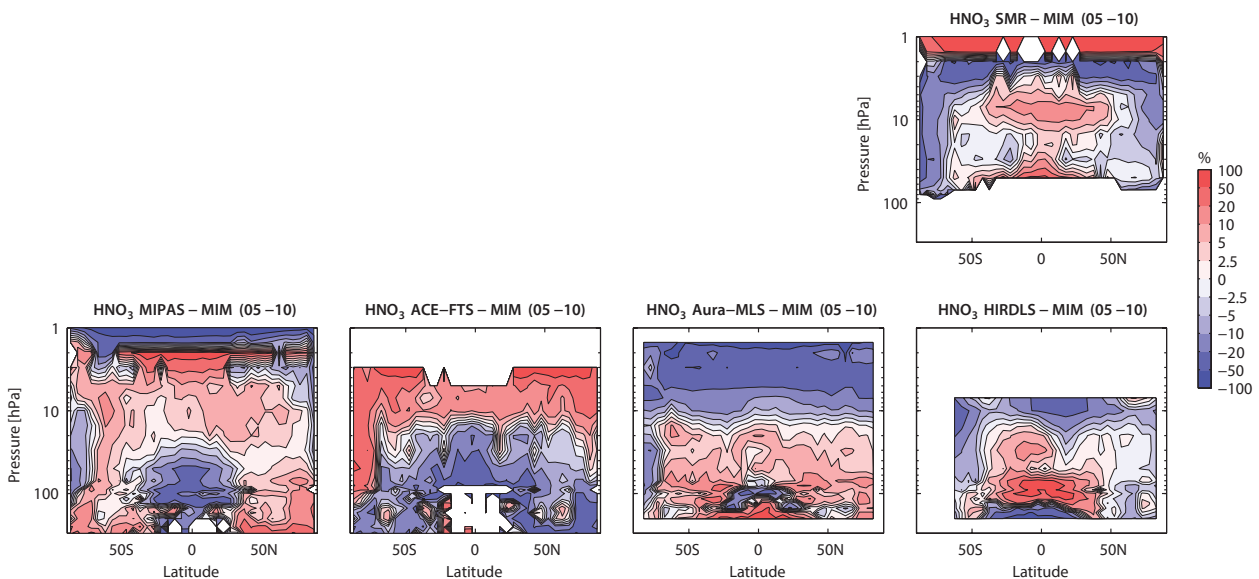 HNO₃ SMR – MIM (05 –10)
1
10
100
Pressure [hPa]
50S 0 50N
%
100
50
20
10
5
2.5
0
-2.5
-5
-10
-20
-50
-100
HNO₃ MIPAS – MIM (05 –10)
HNO₃ ACE–FTS – MIM (05 –10)
HNO₃ Aura–MLS – MIM (05 –10)
HNO₃ HIRDLS – MIM (05 –10)
1
10
100
Pressure [hPa]
50S 0 50N
50S 0 50N
50S 0 50N
50S 0 50N
Latitude
Latitude
Latitude
Latitude